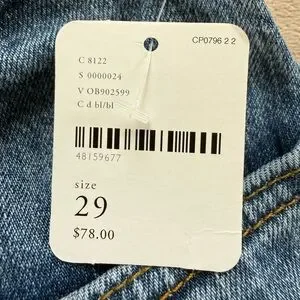 CP0796 2 2
C 8122
S 0000024
V OB902599
C d bl/bl
48159677
size
29
$78.00